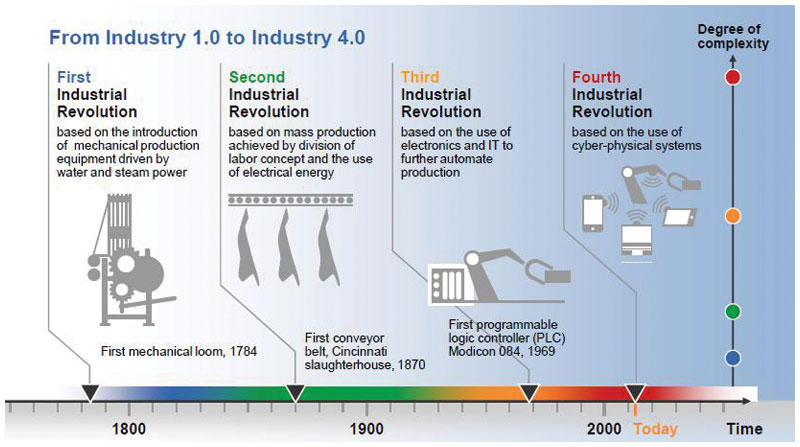 From Industry 1.0 to Industry 4.0
Degree of
complexity
First
Industrial
Revolution
based on the introduction
of mechanical production
equipment driven by
water and steam power
Second
Industrial
Revolution
based on mass production
achieved by division of
labor concept and the use
of electrical energy
Third
Industrial
Revolution
based on the use of
electronics and IT to
further automate
production
Fourth
Industrial
Revolution
based on the use of
cyber-physical systems
First mechanical loom, 1784
First conveyor
belt, Cincinnati
slaughterhouse, 1870
First programmable
logic controller (PLC)
Modicon 084, 1969
1800
1900
2000
Today
Time